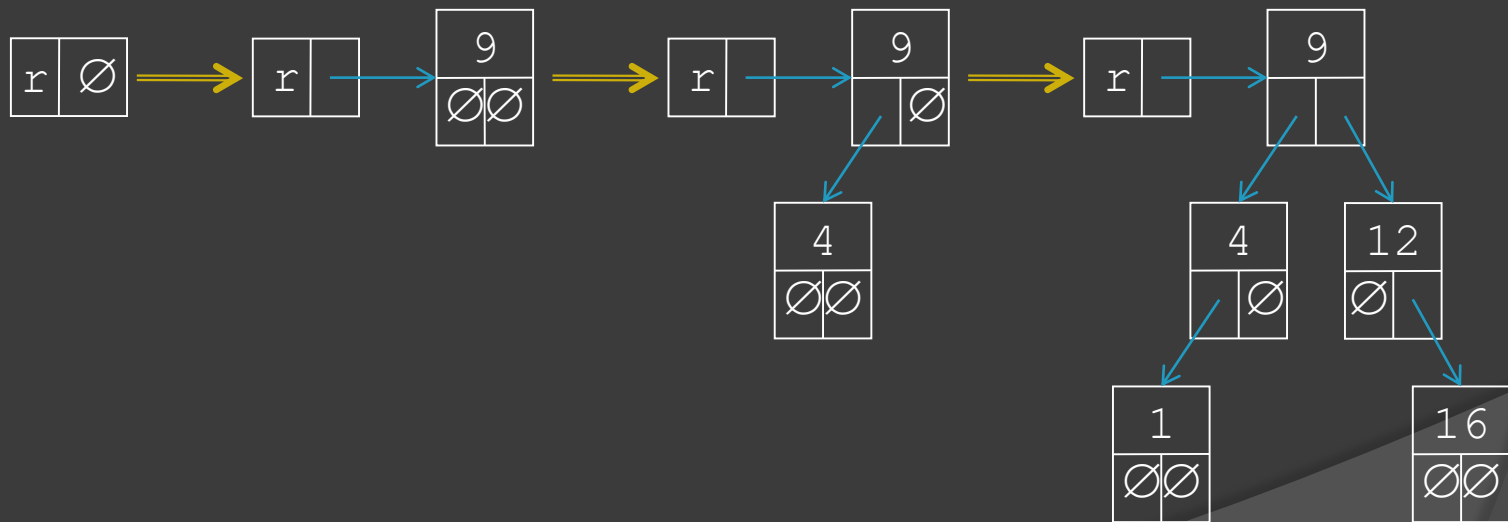 r ∅ r 9 r 9 r 9
∅∅ ∅
4 4 12
∅∅ ∅ ∅
1 16
∅∅ ∅∅